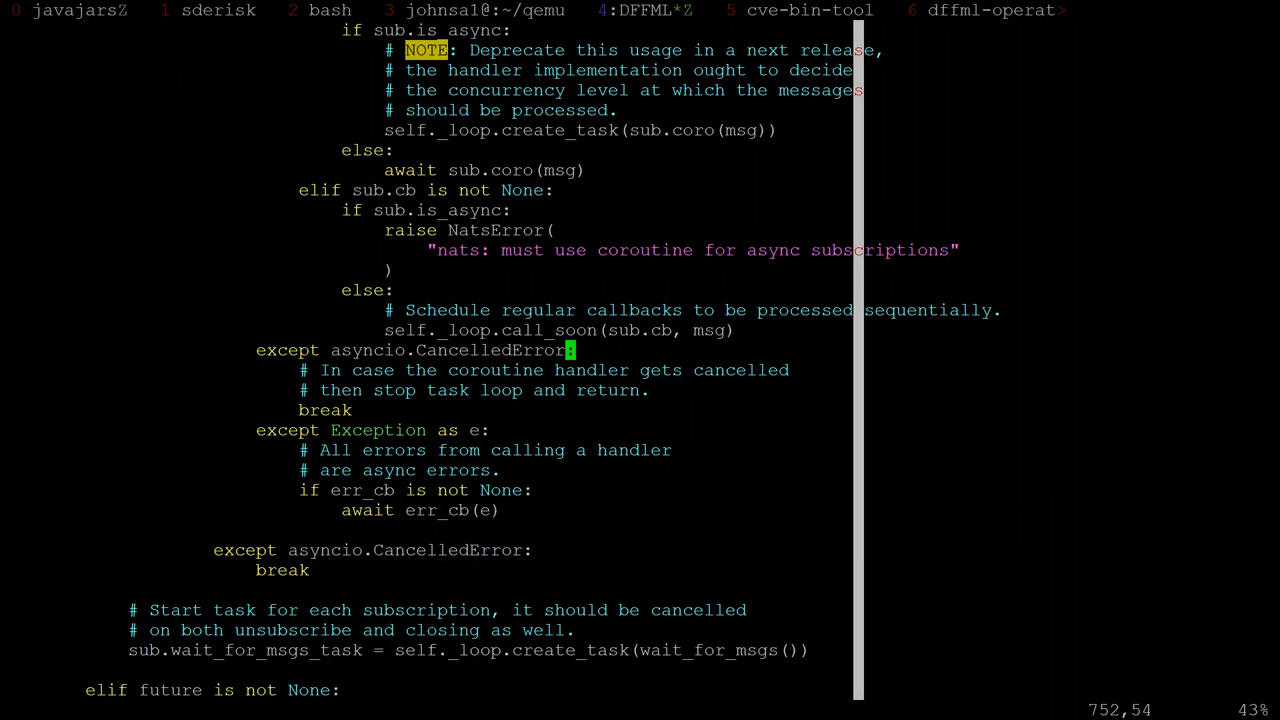 0 javajarsZ  1 sderisk  2 bash  3 johnsa1@:~/qemu  4:DFFML*Z  5 cve-bin-tool  6 dffml-operat>
if sub.is_async:
# NOTE: Deprecate this usage in a next release,
# the handler implementation ought to decide
# the concurrency level at which the messages
# should be processed.
self._loop.create_task(sub.coro(msg))
else:
await sub.coro(msg)
elif sub.cb is not None:
if sub.is_async:
raise NatsError(
"nats: must use coroutine for async subscriptions"
)
else:
# Schedule regular callbacks to be processed sequentially.
self._loop.call_soon(sub.cb, msg)
except asyncio.CancelledError:
# In case the coroutine handler gets cancelled
# then stop task loop and return.
break
except Exception as e:
# All errors from calling a handler
# are async errors.
if err_cb is not None:
await err_cb(e)
except asyncio.CancelledError:
break
# Start task for each subscription, it should be cancelled
# on both unsubscribe and closing as well.
sub.wait_for_msgs_task = self._loop.create_task(wait_for_msgs())
elif future is not None:
752,54 43%